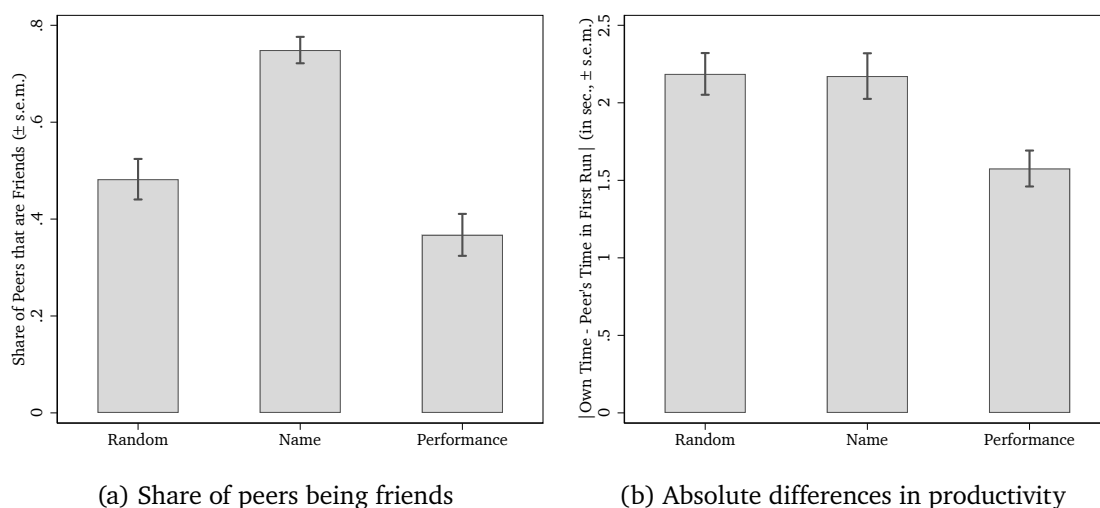 Share of Peers that are Friends (± s.e.m.)
.8
.6
.4
.2
0
Random Name Performance
(a) Share of peers being friends
|Own Time - Peer's Time in First Run| (in sec., ± s.e.m.)
2.5
2
1.5
1
.5
0
Random Name Performance
(b) Absolute differences in productivity